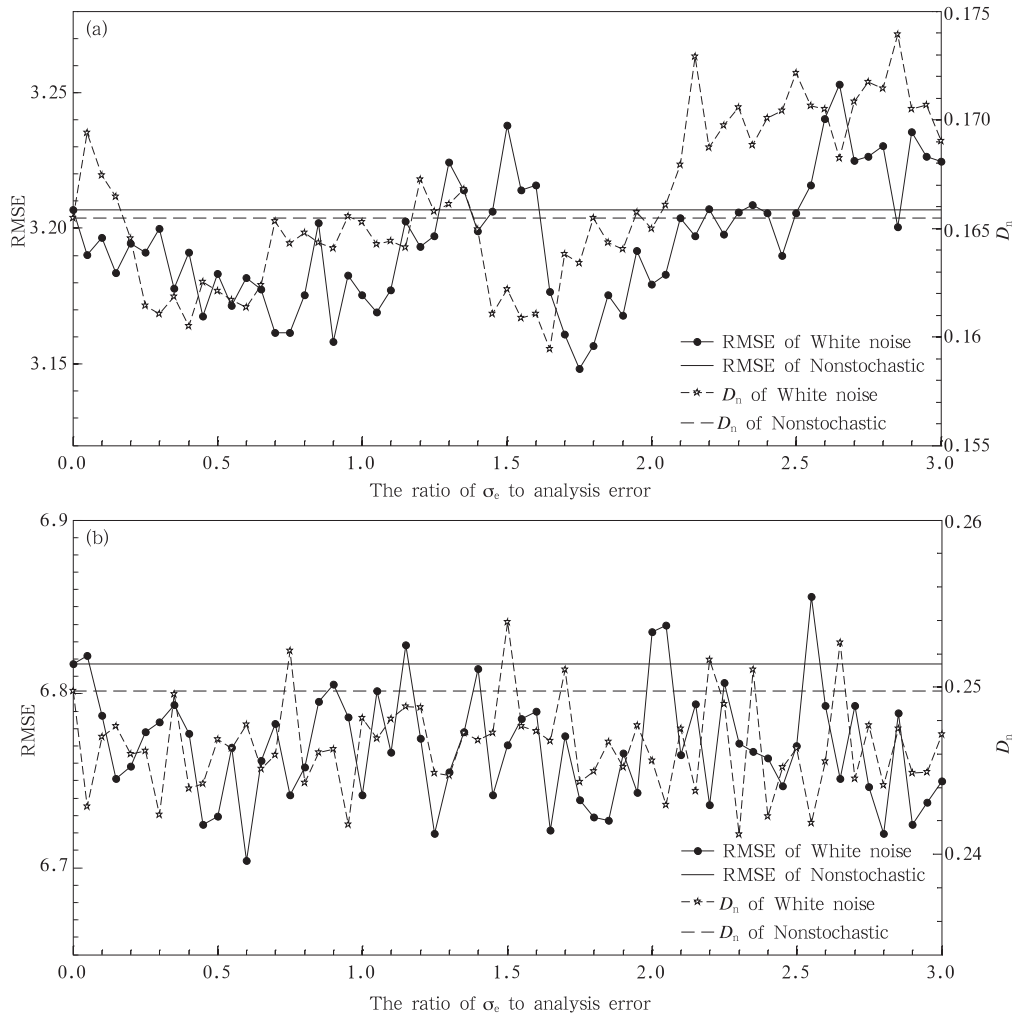 (a)
0.175
3.25
0.170
3.20
0.165
3.15
0.160
0.155
RMSE
Dn
RMSE of White noise
RMSE of Nonstochastic
Dn of White noise
Dn of Nonstochastic
0.0 0.5 1.0 1.5 2.0 2.5 3.0
The ratio of σe to analysis error
(b)
6.9
0.26
6.8
0.25
6.7
0.24
RMSE
Dn
RMSE of White noise
RMSE of Nonstochastic
Dn of White noise
Dn of Nonstochastic
0.0 0.5 1.0 1.5 2.0 2.5 3.0
The ratio of σe to analysis error